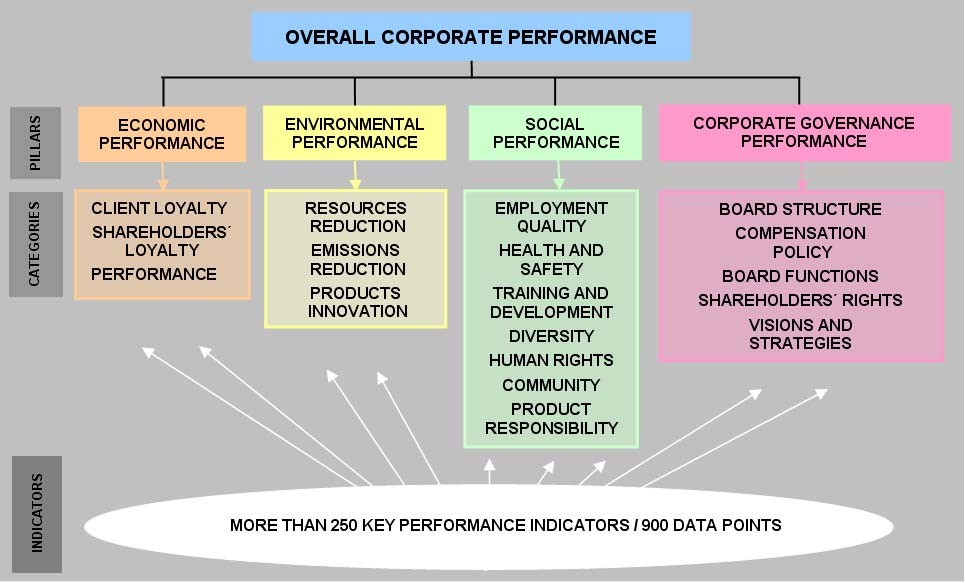 OVERALL CORPORATE PERFORMANCE
PILLARS
ECONOMIC
PERFORMANCE
ENVIRONMENTAL
PERFORMANCE
SOCIAL
PERFORMANCE
CORPORATE GOVERNANCE
PERFORMANCE
CATEGORIES
CLIENT LOYALTY
SHAREHOLDERS´
LOYALTY
PERFORMANCE
RESOURCES
REDUCTION
EMISSIONS
REDUCTION
PRODUCTS
INNOVATION
EMPLOYMENT
QUALITY
HEALTH AND
SAFETY
TRAINING AND
DEVELOPMENT
DIVERSITY
HUMAN RIGHTS
COMMUNITY
PRODUCT
RESPONSIBILITY
BOARD STRUCTURE
COMPENSATION
POLICY
BOARD FUNCTIONS
SHAREHOLDERS´ RIGHTS
VISIONS AND
STRATEGIES
INDICATORS
MORE THAN 250 KEY PERFORMANCE INDICATORS / 900 DATA POINTS